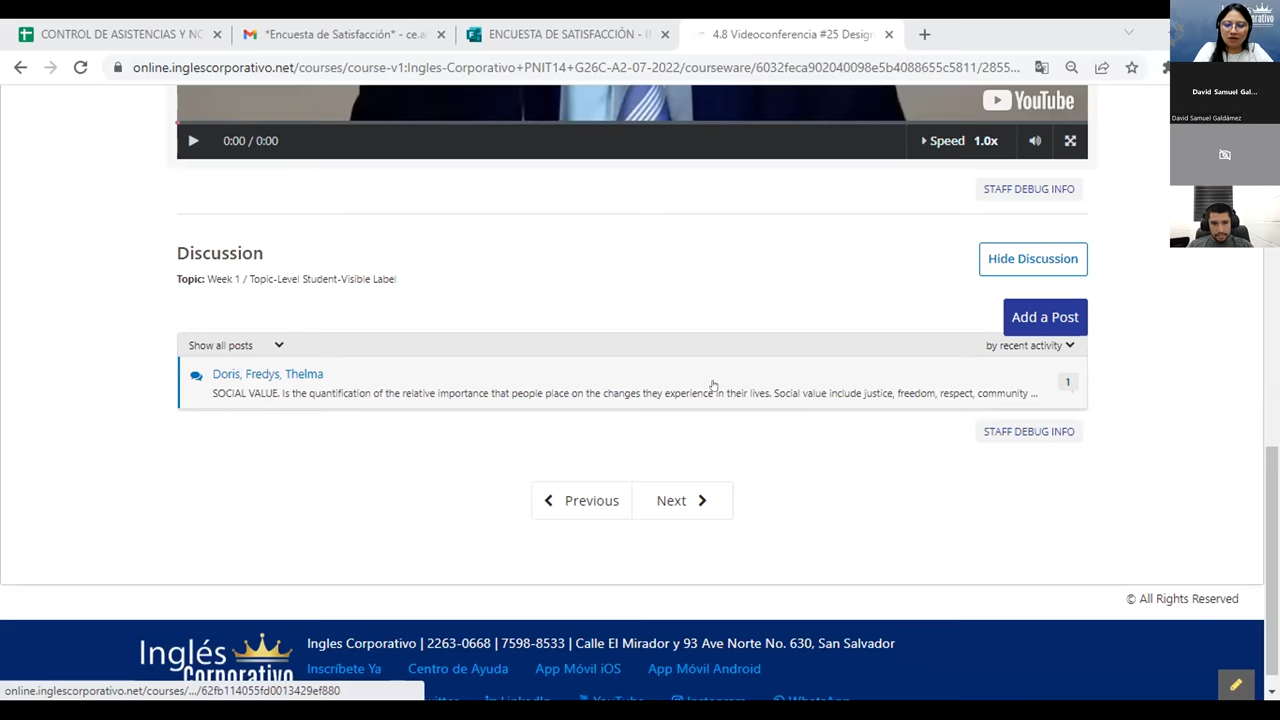 CONTROL DE ASISTENCIAS Y NO
*Encuesta de Satisfacción* - ce.a
ENCUESTA DE SATISFACCIÓN - I
4.8 Videoconferencia #25 Design
online.inglescorporativo.net/courses/course-v1:Ingles-Corporativo+PNIT14+G26C-A2-07-2022/courseware/6032feca902040098e5b4088655c5811/2855...
David Samuel Gal...
David Samuel Galdámez
YouTube
0:00 / 0:00
Speed 1.0x
STAFF DEBUG INFO
Discussion
Hide Discussion
Topic: Week 1 / Topic-Level Student-Visible Label
Add a Post
Show all posts
by recent activity
Doris, Fredys, Thelma
1
SOCIAL VALUE. Is the quantification of the relative importance that people place on the changes they experience in their lives. Social value include justice, freedom, respect, community ...
STAFF DEBUG INFO
Previous
Next
© All Rights Reserved
Inglés Corporativo
Ingles Corporativo | 2263-0668 | 7598-8533 | Calle El Mirador y 93 Ave Norte No. 630, San Salvador
Inscríbete Ya
Centro de Ayuda
App Móvil iOS
App Móvil Android
online.inglescorporativo.net/courses/.../62fb114055fd0013429ef880